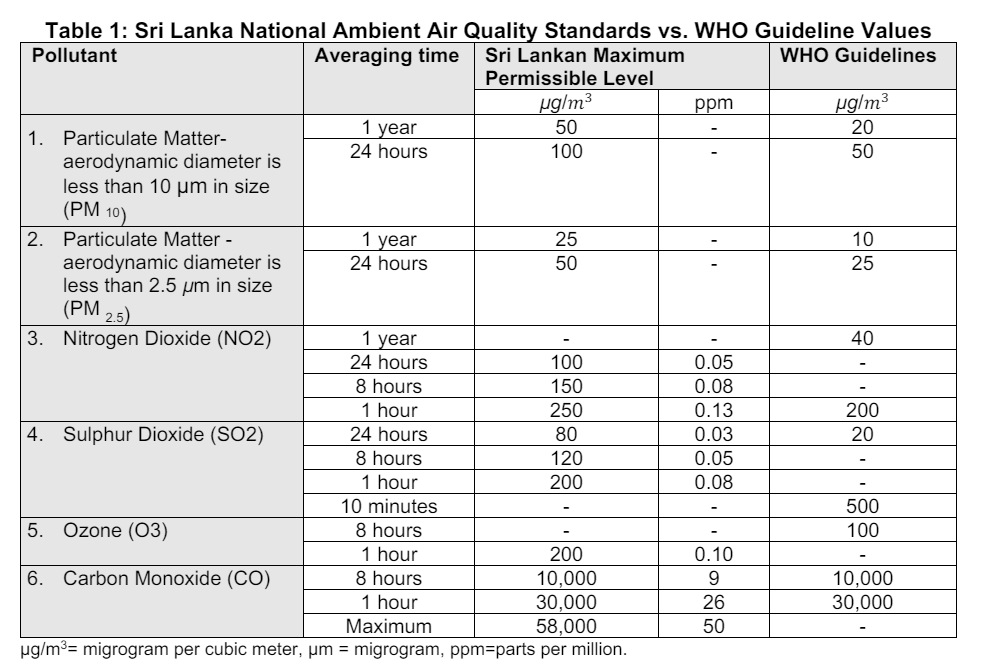 Table 1: Sri Lanka National Ambient Air Quality Standards vs. WHO Guideline Values
Pollutant Averaging time Sri Lankan Maximum WHO Guidelines
Permissible Level
µg/m³ ppm µg/m³
1 year 50 - 20
1. Particulate Matter-
24 hours 100 - 50
aerodynamic diameter is
less than 10 µm in size
(PM 10)
2. Particulate Matter - 1 year 25 - 10
aerodynamic diameter is 24 hours 50 - 25
less than 2.5 µm in size
(PM 2.5)
3. Nitrogen Dioxide (NO2) 1 year - - 40
24 hours 100 0.05 -
8 hours 150 0.08 -
1 hour 250 0.13 200
4. Sulphur Dioxide (SO2) 24 hours 80 0.03 20
8 hours 120 0.05 -
1 hour 200 0.08 -
10 minutes - - 500
5. Ozone (O3) 8 hours - - 100
1 hour 200 0.10 -
6. Carbon Monoxide (CO) 8 hours 10,000 9 10,000
1 hour 30,000 26 30,000
Maximum 58,000 50 -
µg/m³= migrogram per cubic meter, µm = migrogram, ppm=parts per million.